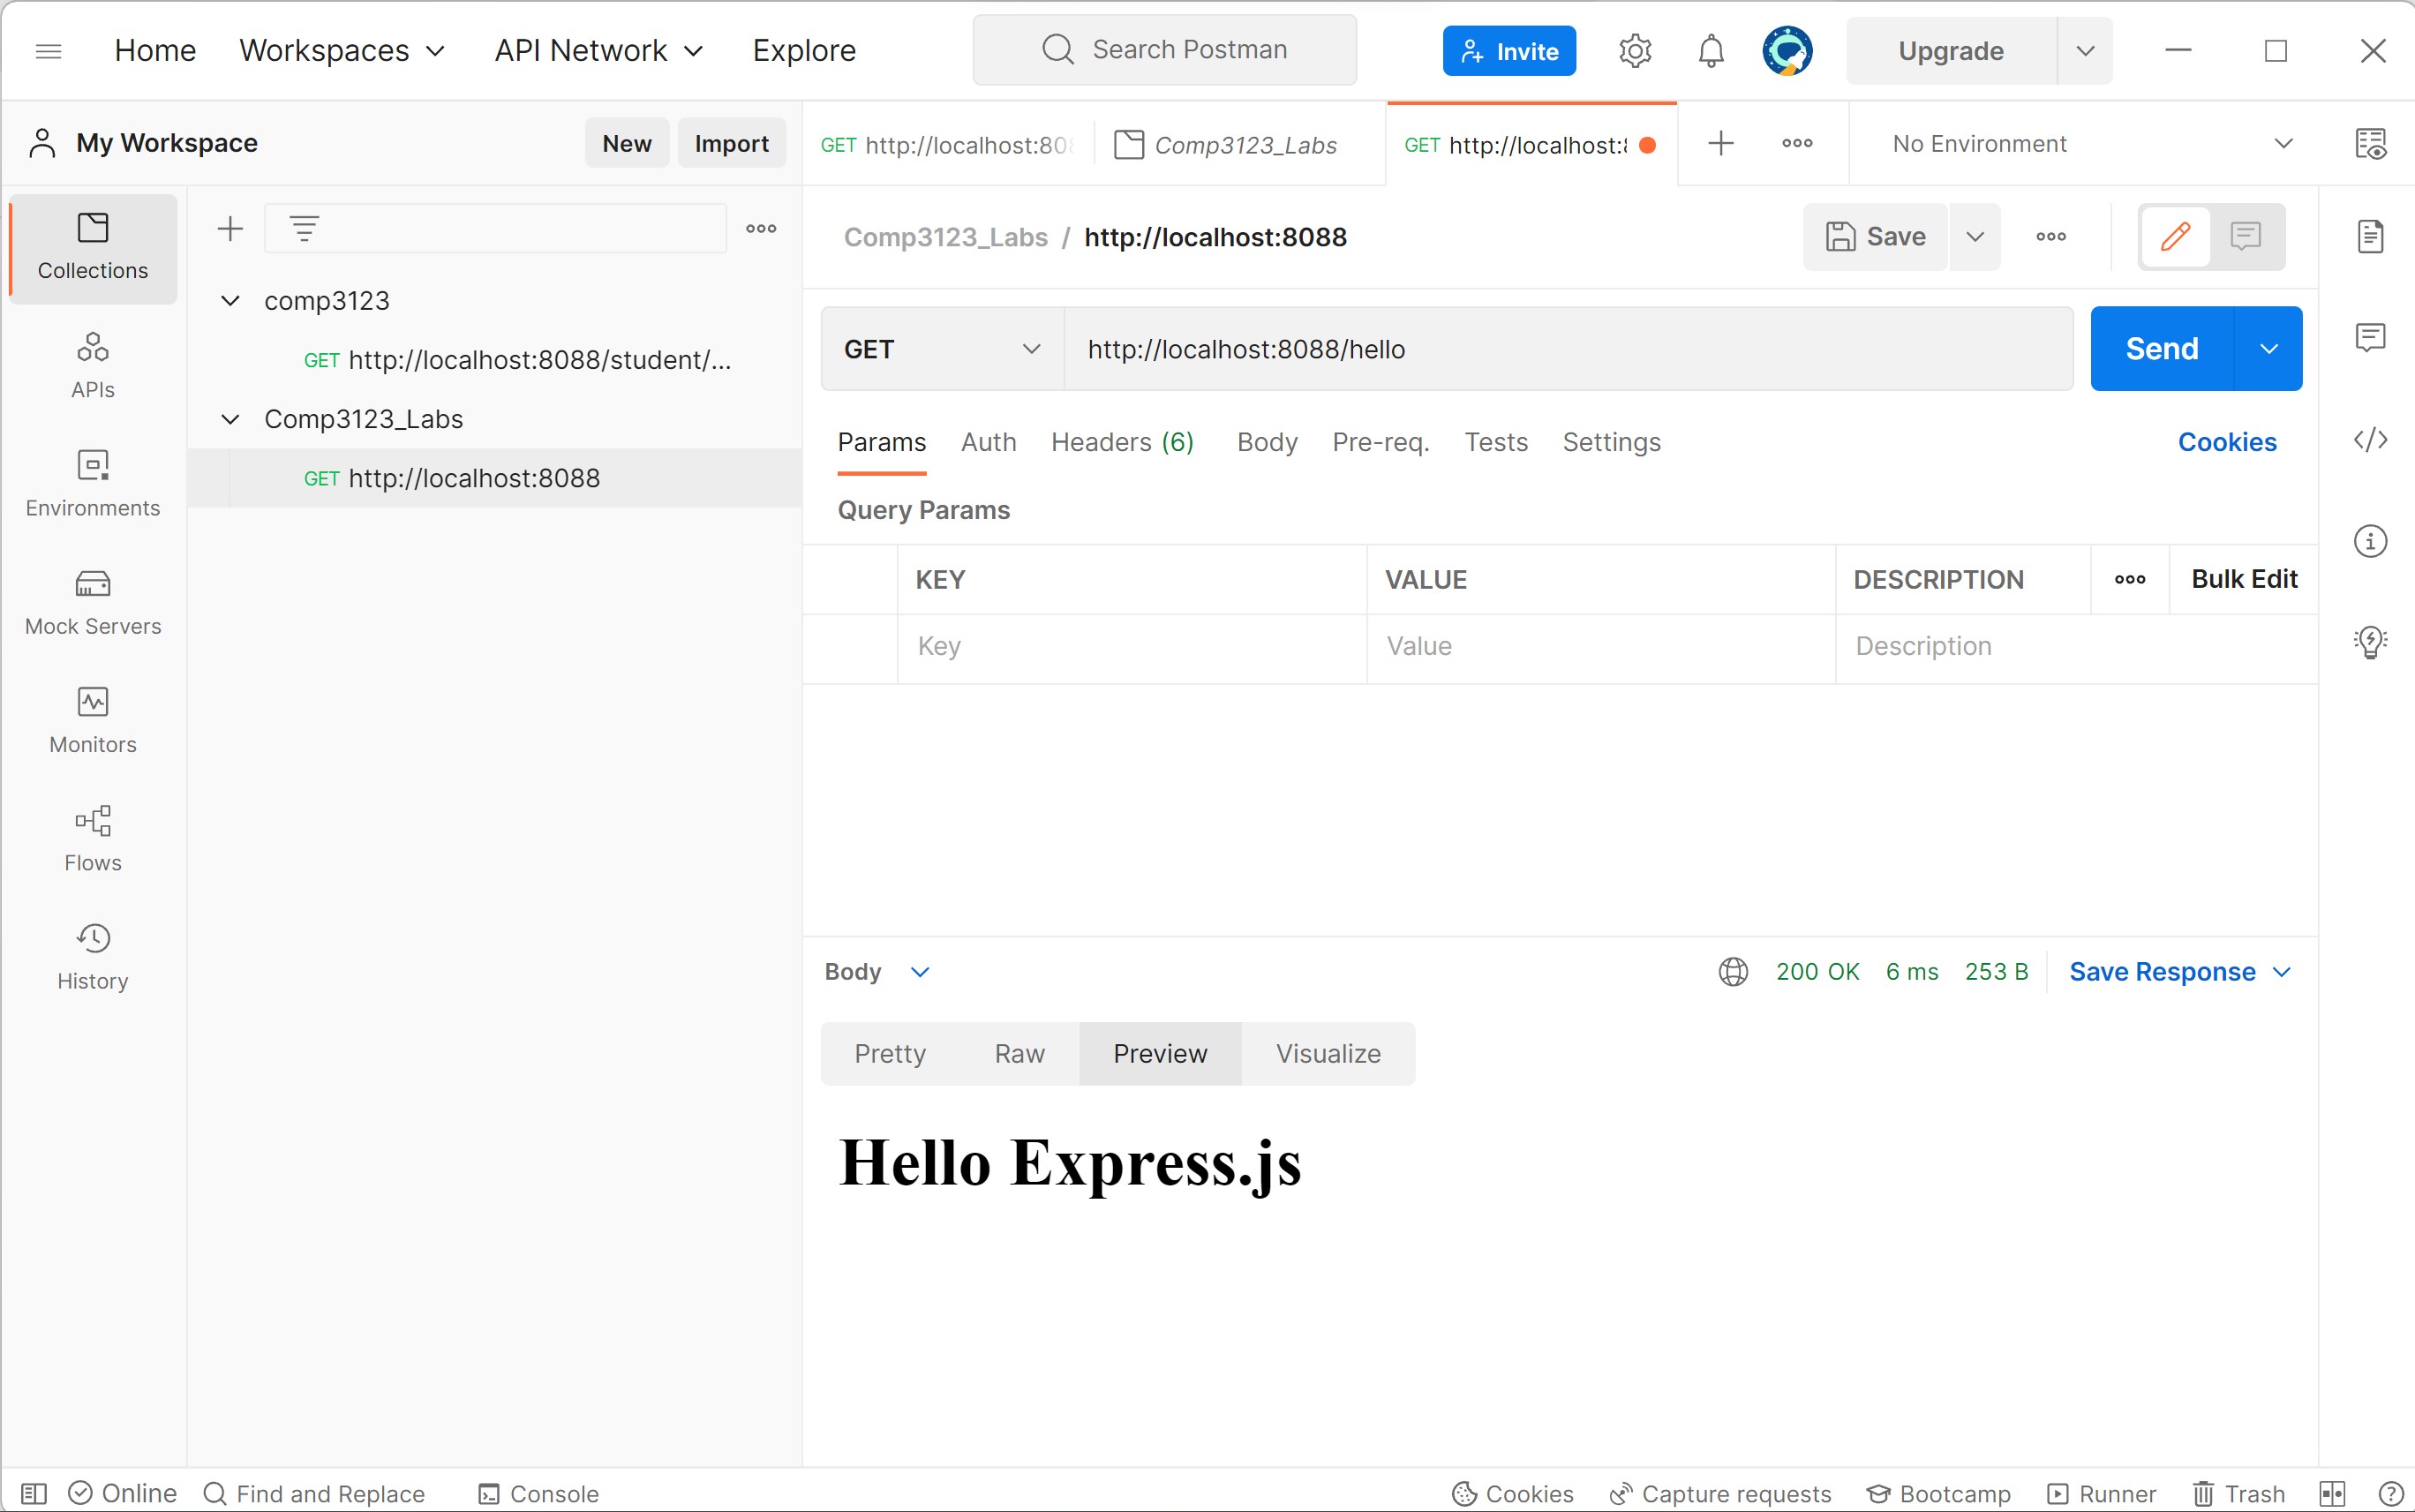 Home Workspaces API Network Explore Search Postman Invite Upgrade
My Workspace New Import
GET http://localhost:808 Comp3123_Labs GET http://localhost:8 No Environment
Collections
APIs
Environments
Mock Servers
Monitors
Flows
History
comp3123
GET http://localhost:8088/student/...
Comp3123_Labs
GET http://localhost:8088
Comp3123_Labs / http://localhost:8088 Save
GET http://localhost:8088/hello Send
Params Auth Headers (6) Body Pre-req. Tests Settings Cookies
Query Params
KEY VALUE DESCRIPTION Bulk Edit
Key Value Description
Body 200 OK 6 ms 253 B Save Response
Pretty Raw Preview Visualize
Hello Express.js
Online Find and Replace Console Cookies Capture requests Bootcamp Runner Trash